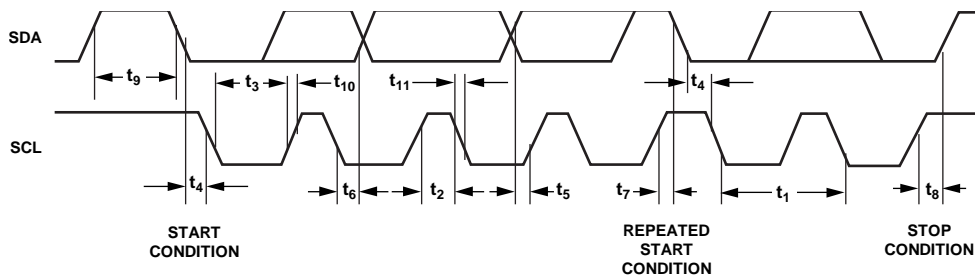 SDA
t9
t3
t10
t11
t4
SCL
t4
t6
t2
t5
t7
t1
t8
START
CONDITION
REPEATED
START
CONDITION
STOP
CONDITION